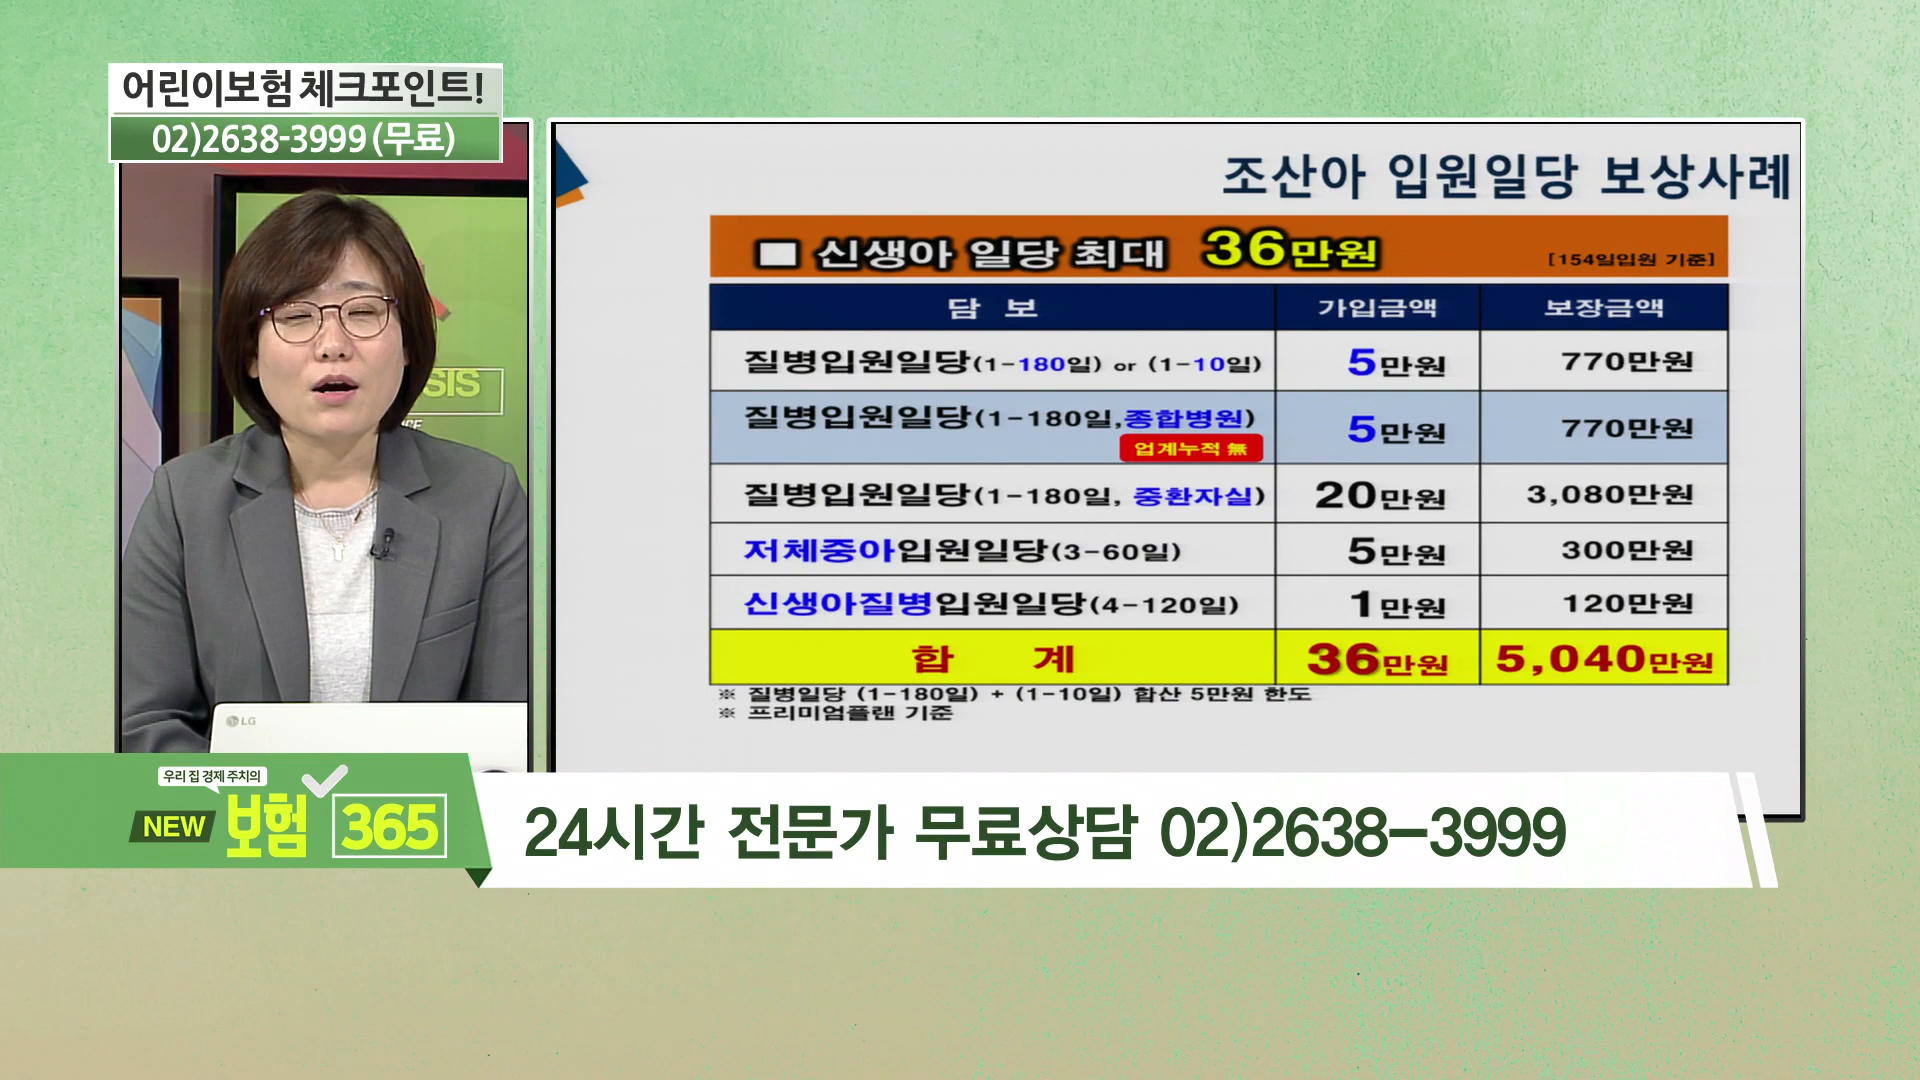 어린이보험 체크포인트!
02)2638-3999 (무료)
조산아 입원일당 보상사례
■ 신생아 일당 최대 36만원 [154일입원 기준]
담 보 가입금액 보장금액
질병입원일당(1-180일) or (1-10일) 5만원 770만원
질병입원일당(1-180일,종합병원) 5만원 770만원
업계누적 無
질병입원일당(1-180일, 중환자실) 20만원 3,080만원
저체중아입원일당(3-60일) 5만원 300만원
신생아질병입원일당(4-120일) 1만원 120만원
합 계 36만원 5,040만원
※ 질병일당 (1-180일) + (1-10일) 합산 5만원 한도
※ 프리미엄플랜 기준
SIS
LG
우리 집 경제 주치의
NEW 보험 365
24시간 전문가 무료상담 02)2638-3999